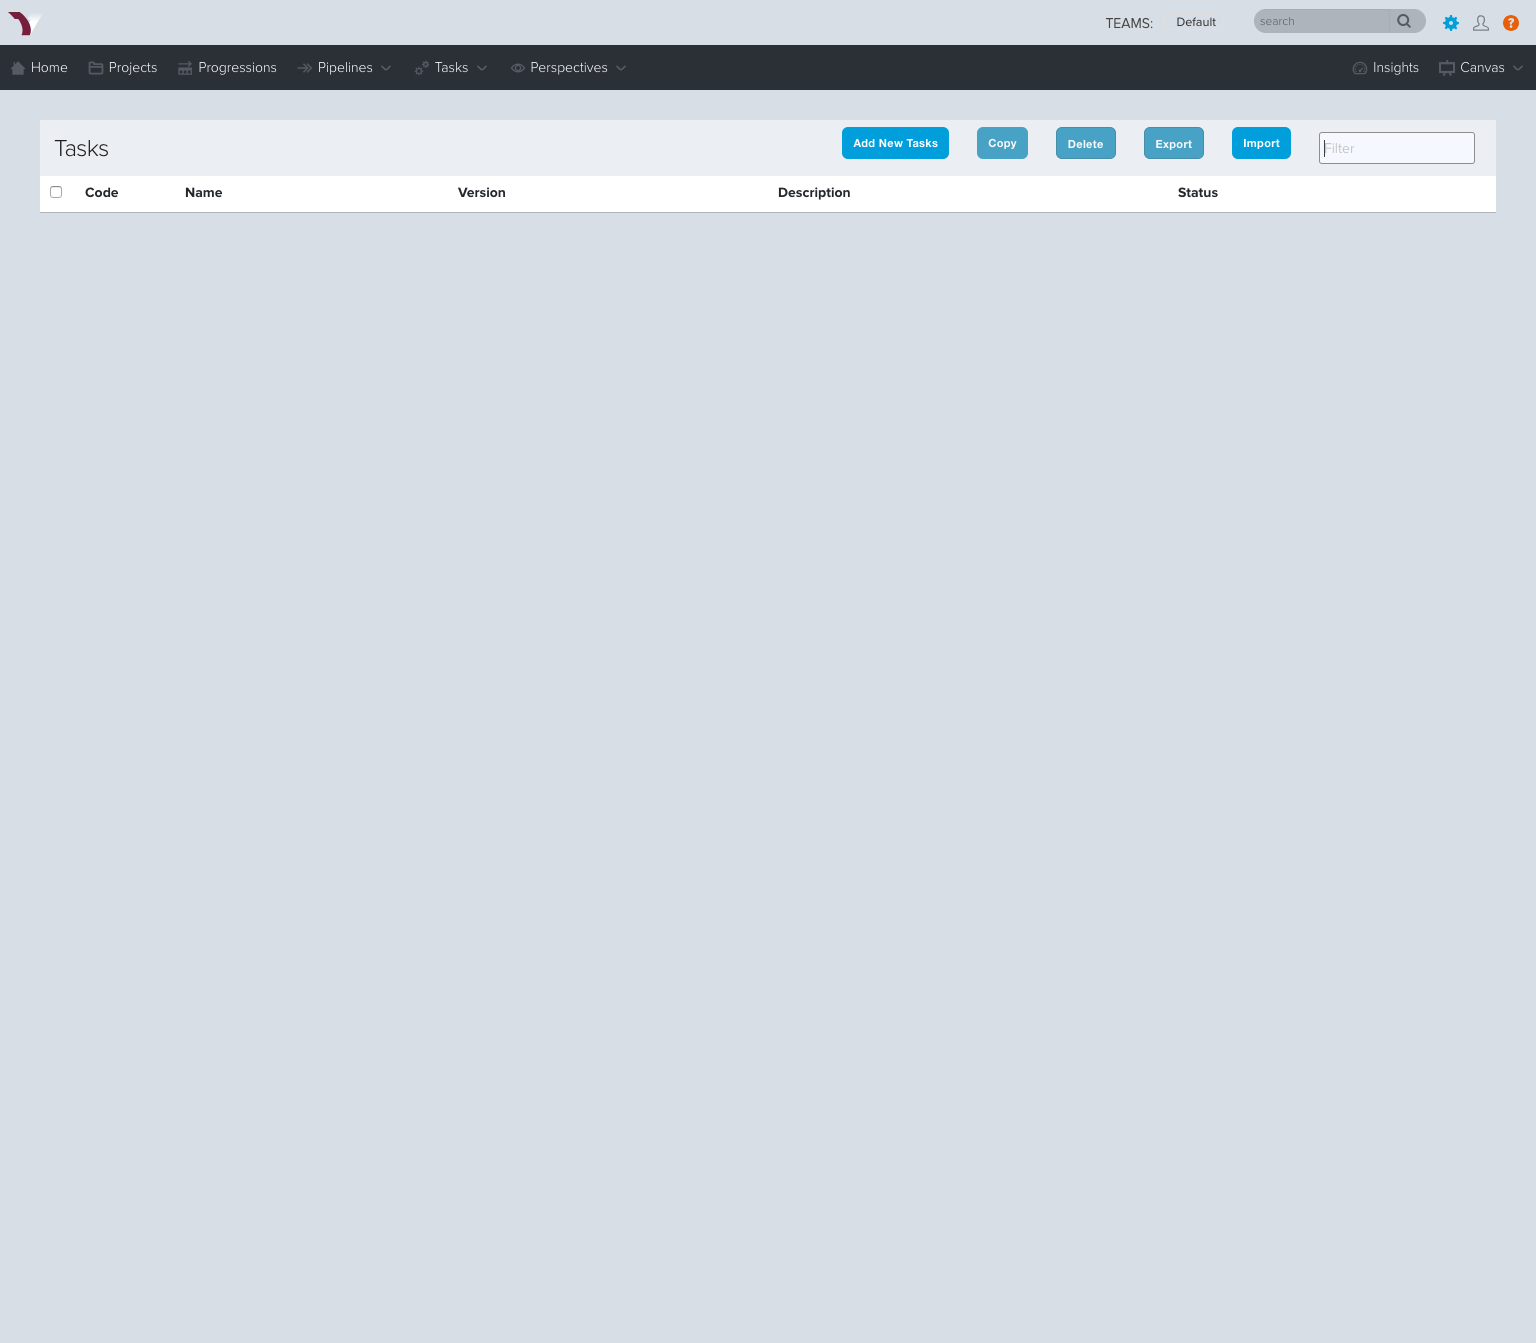 TEAMS: Default search
Home Projects Progressions Pipelines Tasks Perspectives Insights Canvas
Tasks Add New Tasks Copy Delete Export Import Filter
Code Name Version Description Status